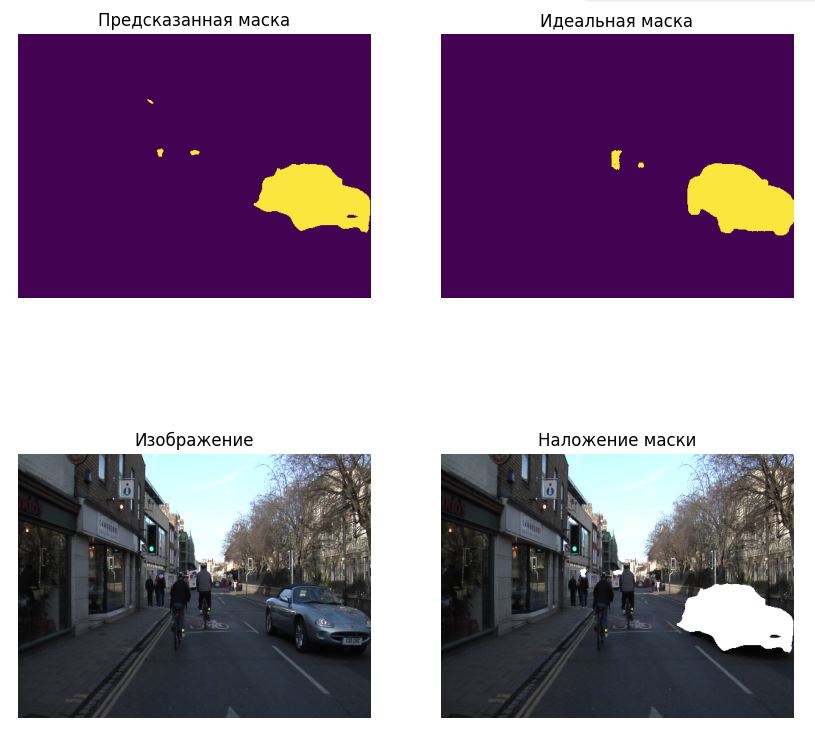 Предсказанная маска
Идеальная маска
Изображение
Наложение маски